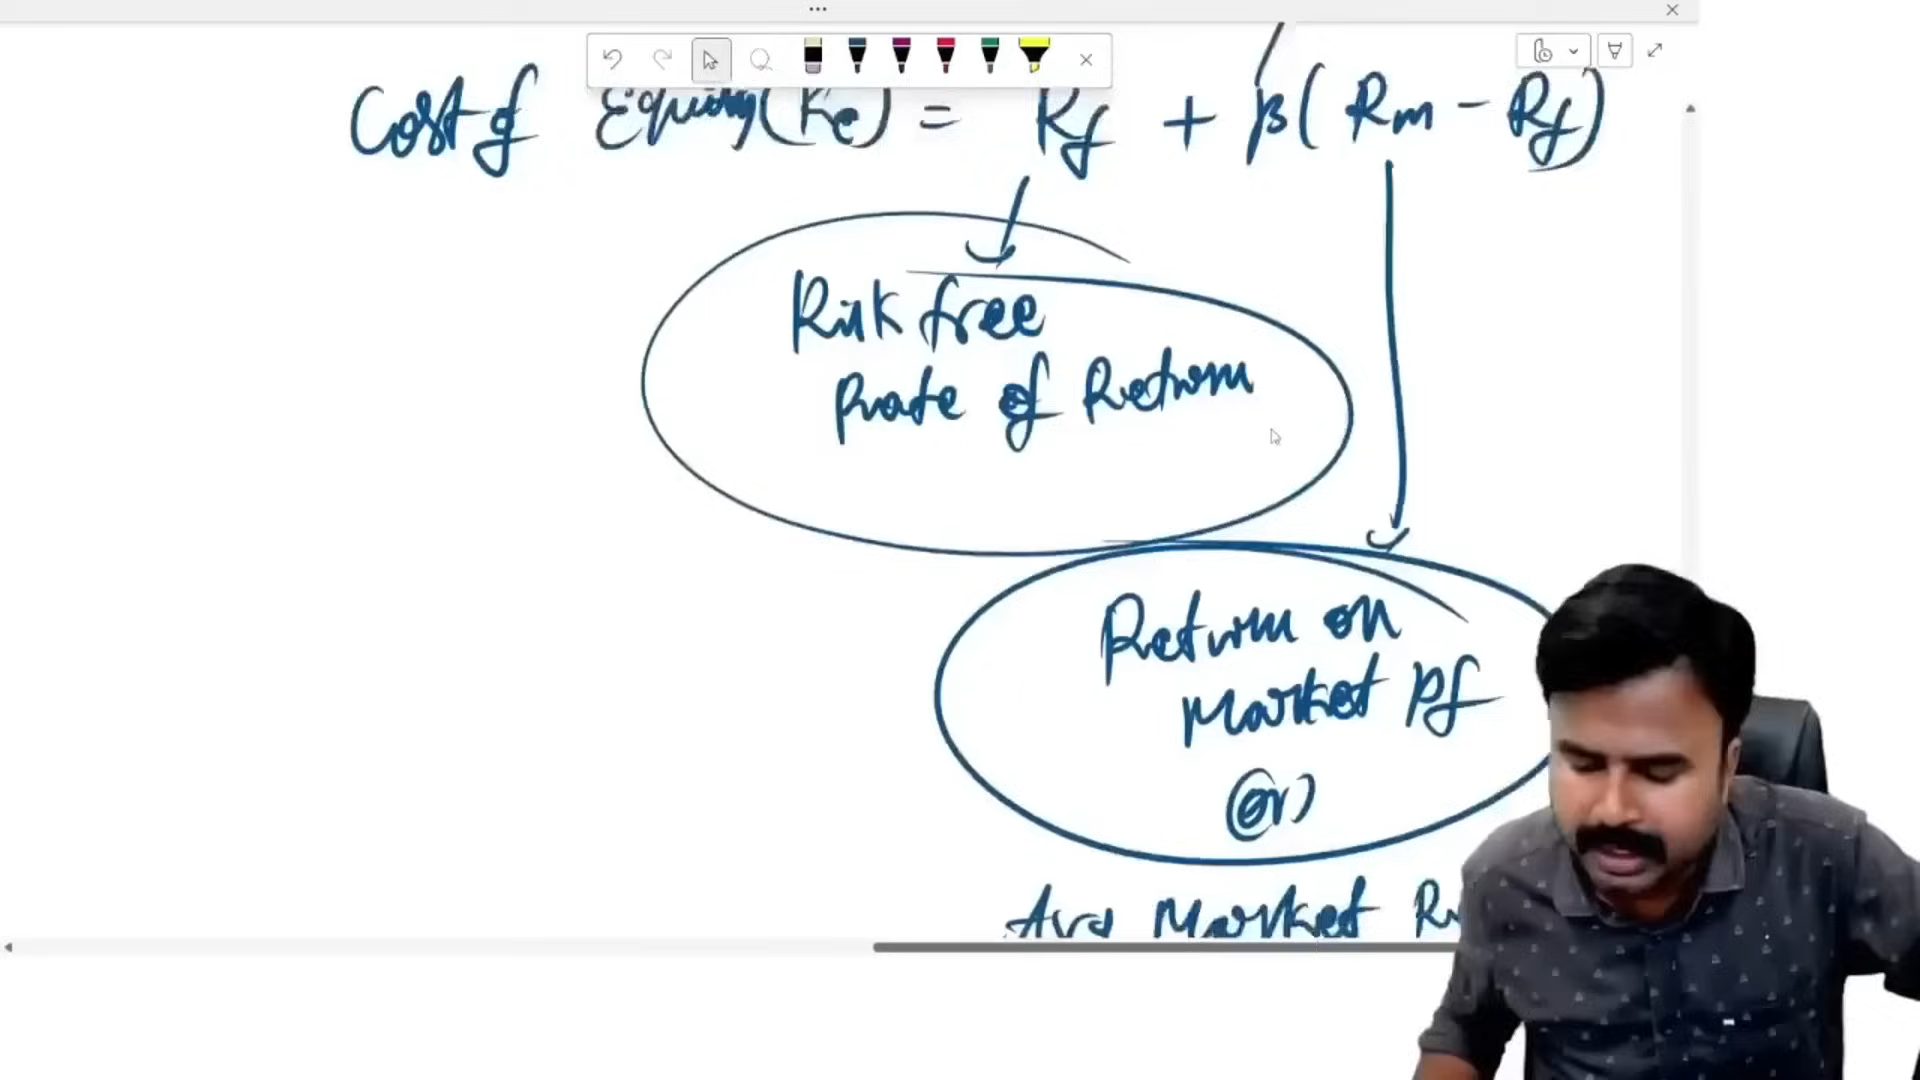 Cost of Equity (Ke) = Rf + β(Rm - Rf)
Risk free
Rate of Return
Return on
Market Pf
(or)
Avg Market